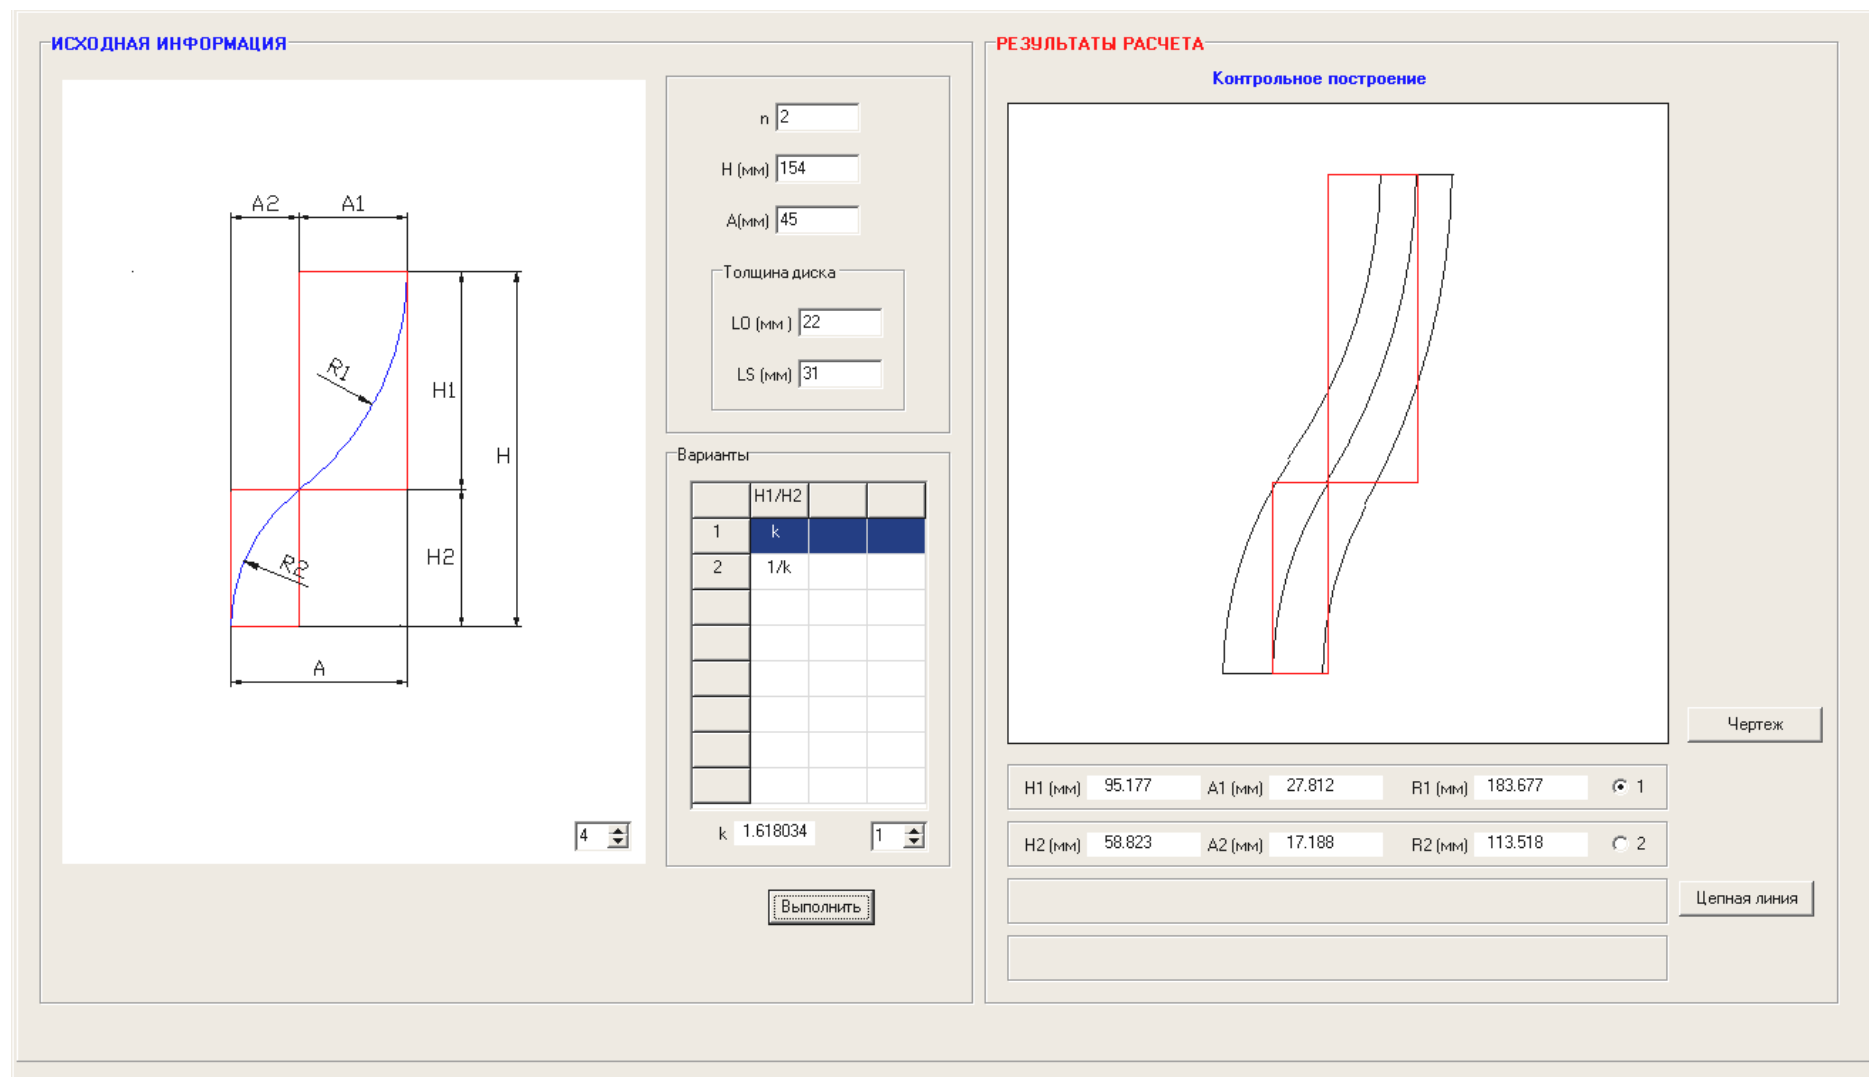 ИСХОДНАЯ ИНФОРМАЦИЯ
A2 A1
R1
H1
H
R2
H2
A
4
n 2
H (мм) 154
A(мм) 45
Толщина диска
LO (мм ) 22
LS (мм) 31
Варианты
H1/H2
1 k
2 1/k
k 1.618034 1
Выполнить
РЕЗУЛЬТАТЫ РАСЧЕТА
Контрольное построение
Чертеж
H1 (мм) 95.177 A1 (мм) 27.812 R1 (мм) 183.677 1
H2 (мм) 58.823 A2 (мм) 17.188 R2 (мм) 113.518 2
Цепная линия